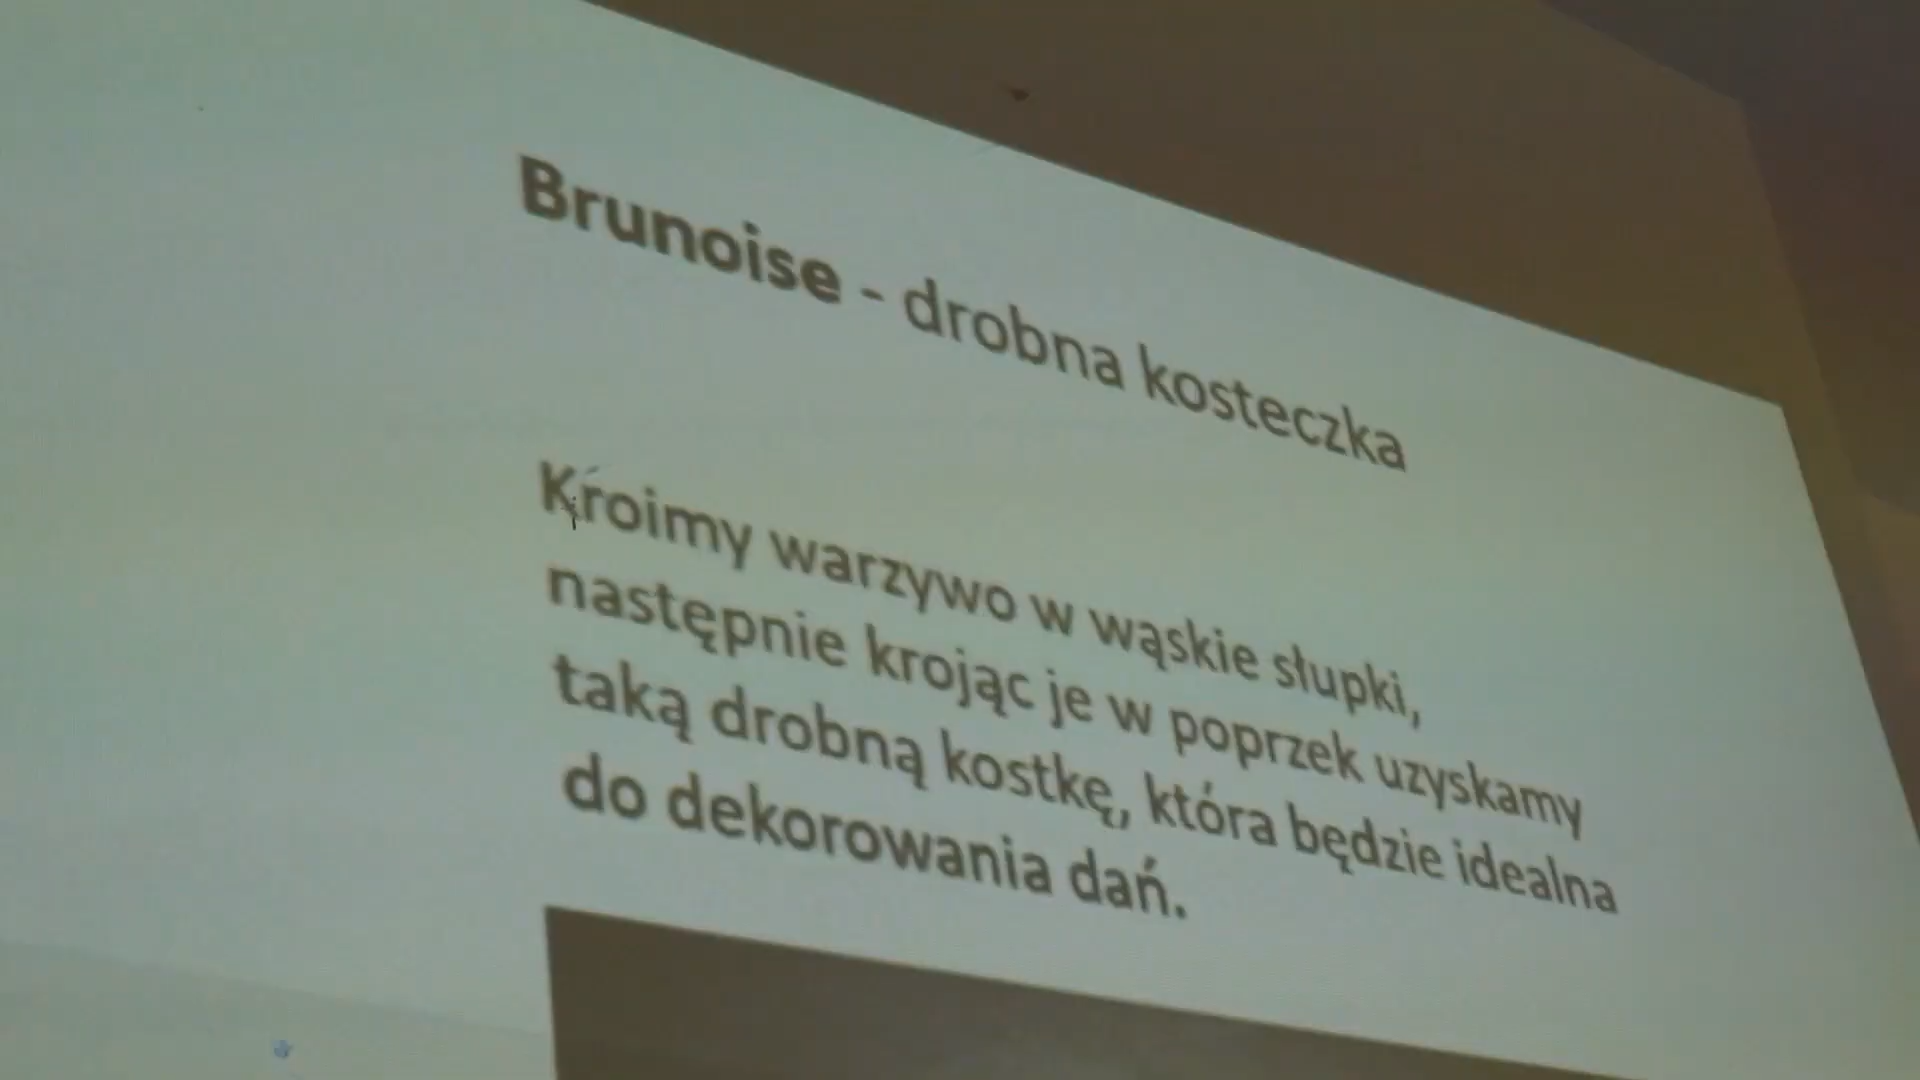 Brunoise - drobna kosteczka
Kroimy warzywo w wąskie słupki,
następnie krojąc je w poprzek uzyskamy
taką drobną kostkę, która będzie idealna
do dekorowania dań.